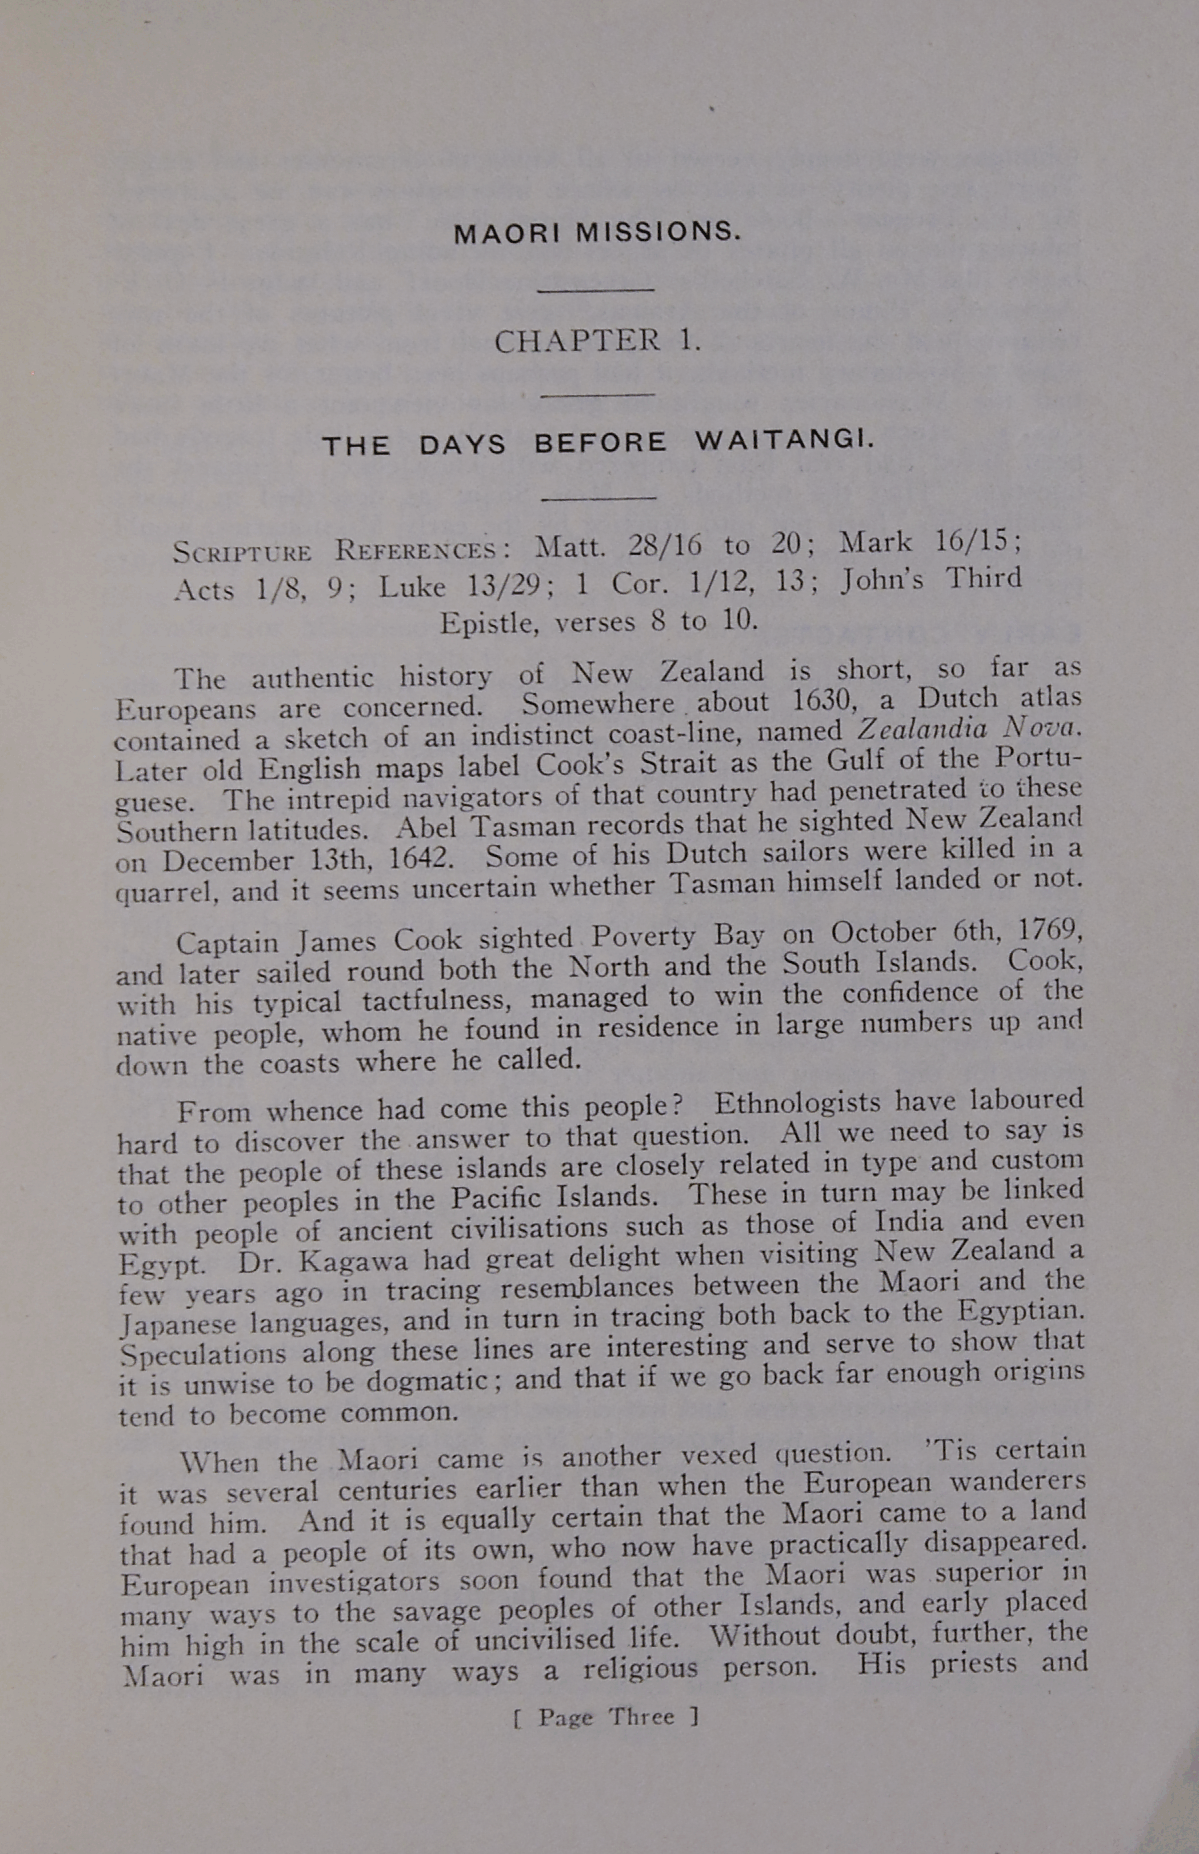 MAORI MISSIONS.
CHAPTER 1.
THE DAYS BEFORE WAITANGI.
SCRIPTURE REFERENCES: Matt. 28/16 to 20; Mark 16/15;
Acts 1/8, 9; Luke 13/29; 1 Cor. 1/12, 13; John's Third
Epistle, verses 8 to 10.
The authentic history of New Zealand is short, so far as
Europeans are concerned. Somewhere about 1630, a Dutch atlas
contained a sketch of an indistinct coast-line, named Zealandia Nova.
Later old English maps label Cook's Strait as the Gulf of the Portu-
guese. The intrepid navigators of that country had penetrated to these
Southern latitudes. Abel Tasman records that he sighted New Zealand
on December 13th, 1642. Some of his Dutch sailors were killed in a
quarrel, and it seems uncertain whether Tasman himself landed or not.
Captain James Cook sighted Poverty Bay on October 6th, 1769,
and later sailed round both the North and the South Islands. Cook,
with his typical tactfulness, managed to win the confidence of the
native people, whom he found in residence in large numbers up and
down the coasts where he called.
From whence had come this people? Ethnologists have laboured
hard to discover the answer to that question. All we need to say is
that the people of these islands are closely related in type and custom
to other peoples in the Pacific Islands. These in turn may be linked
with people of ancient civilisations such as those of India and even
Egypt. Dr. Kagawa had great delight when visiting New Zealand a
few years ago in tracing resemblances between the Maori and the
Japanese languages, and in turn in tracing both back to the Egyptian.
Speculations along these lines are interesting and serve to show that
it is unwise to be dogmatic; and that if we go back far enough origins
tend to become common.
When the Maori came is another vexed question. 'Tis certain
it was several centuries earlier than when the European wanderers
found him. And it is equally certain that the Maori came to a land
that had a people of its own, who now have practically disappeared.
European investigators soon found that the Maori was superior in
many ways to the savage peoples of other Islands, and early placed
him high in the scale of uncivilised life. Without doubt, further, the
Maori was in many ways a religious person. His priests and
[ Page Three ]